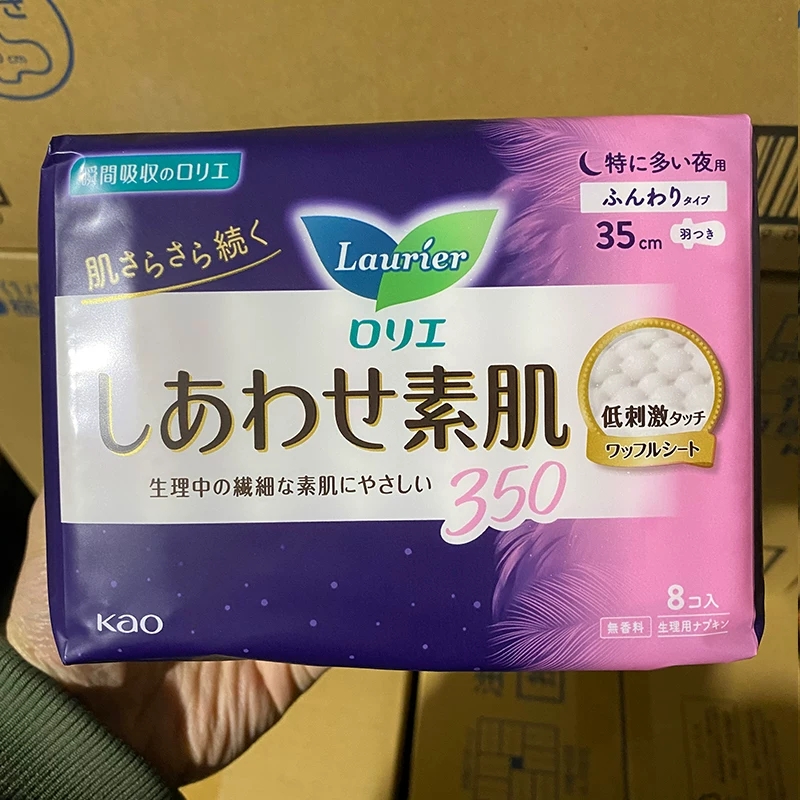 瞬間吸収のロリエ
肌さらさら続く
Laurier
ロリエ
しあわせ素肌
生理中の繊細な素肌にやさしい
350
特に多い夜用
ふんわりタイプ
35cm 羽つき
低刺激タッチ
ワッフルシート
8コ入
無香料 生理用ナプキン
Kao